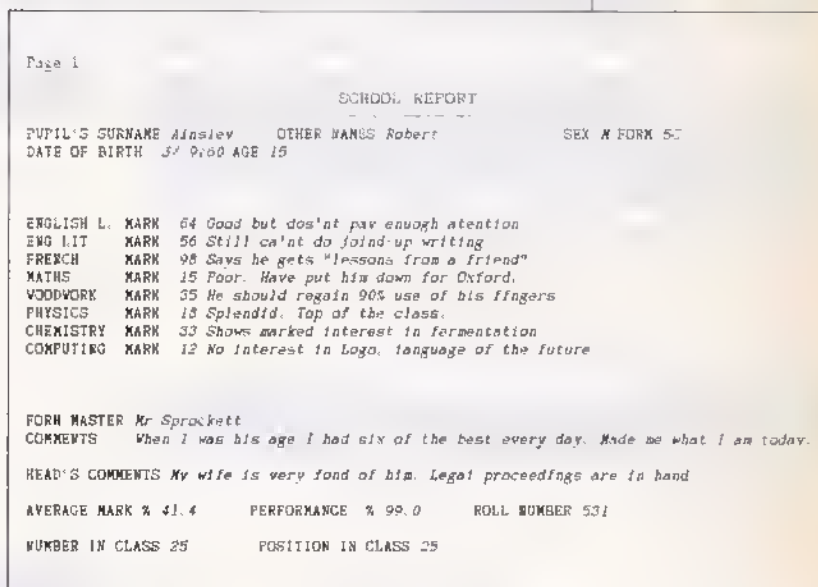 Page 1
SCHOOL REPORT
PUPIL'S SURNAME Ainsley OTHER NAMES Robert SEX M FORM
DATE OF BIRTH AGE 15
ENGLISH L. MARK 64 Good but dos'nt pay enuogh atention
ENG LIT MARK 56 Still ca'nt do joind-up writing
FRENCH MARK 98 Says he gets "lessons from a friend"
MATHS MARK 15 Poor. Have put him down for Oxford.
WOODWORK MARK 35 He should regain 90% use of his fingers
PHYSICS MARK 18 Splendid. Top of the class.
CHEMISTRY MARK 33 Shows marked interest in fermentation
COMPUTING MARK 12 No interest in Logo, language of the future
FORM MASTER Mr Sprockett
COMMENTS When I was his age I had six of the best every day. Made me what I am today.
HEAD'S COMMENTS My wife is very fond of him. Legal proceedings are in hand
AVERAGE MARK % 41.4 PERFORMANCE % 99.0 ROLL NUMBER 531
NUMBER IN CLASS 25 POSITION IN CLASS 25